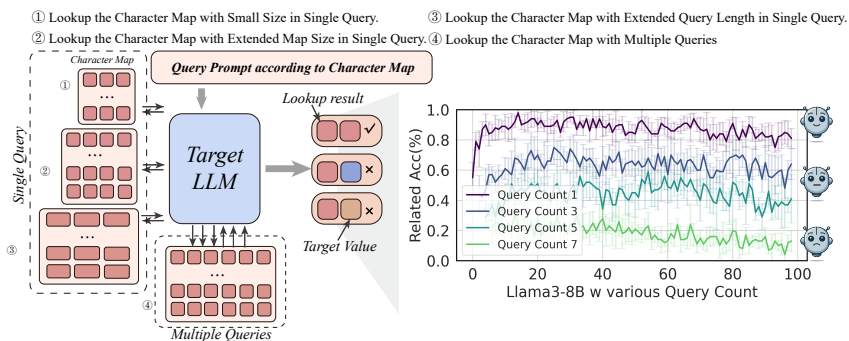 ① Lookup the Character Map with Small Size in Single Query.
② Lookup the Character Map with Extended Map Size in Single Query.
③ Lookup the Character Map with Extended Query Length in Single Query.
④ Lookup the Character Map with Multiple Queries
Character Map
Query Prompt according to Character Map
①
...
②
...
③
...
Single Query
Target
LLM
Lookup result
✓
×
×
Target Value
④
...
Multiple Queries
Related Acc(%)
1.0
0.8
0.6
0.4
0.2
0.0
Query Count 1
Query Count 3
Query Count 5
Query Count 7
0 20 40 60 80 100
Llama3-8B w various Query Count